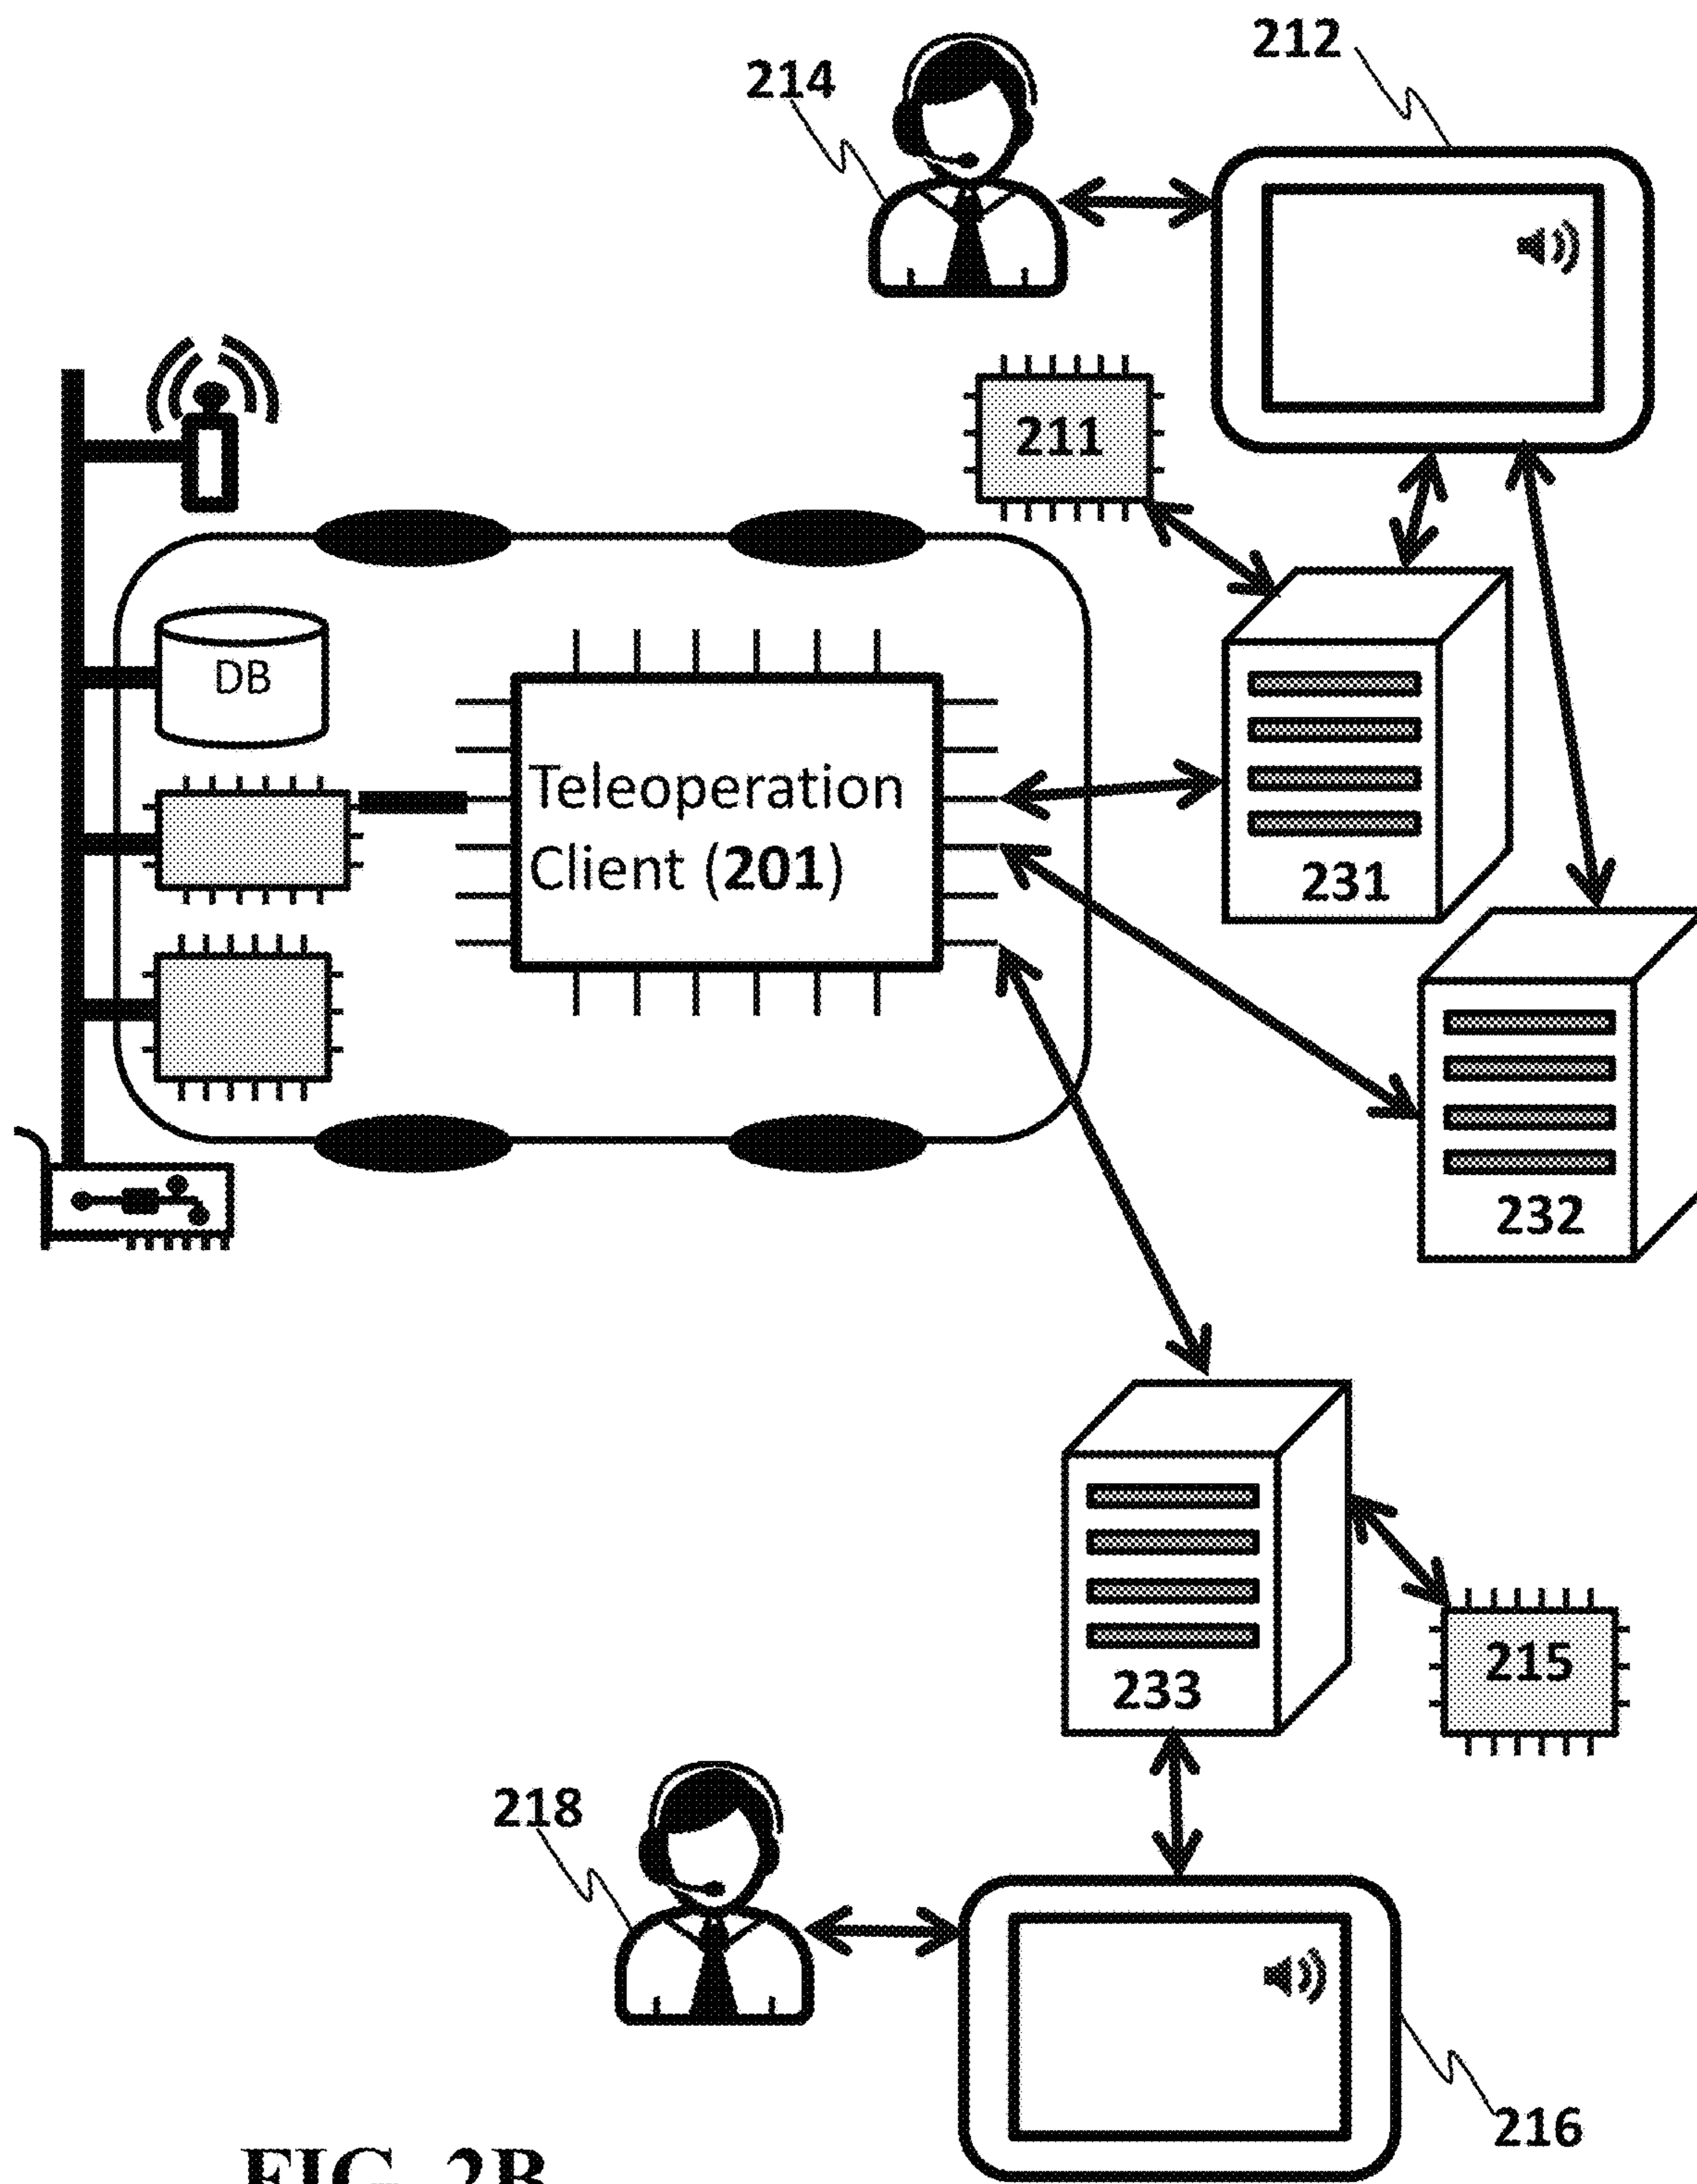 212
214
211
DB
Teleoperation
Client (201)
231
232
233
215
218
216
FIG. 2B